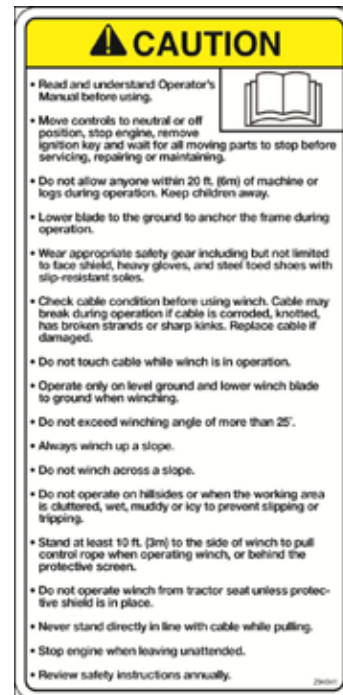 CAUTION
• Read and understand Operator's
Manual before using.
• Move controls to neutral or off
position, stop engine, remove
ignition key and wait for all moving parts to stop before
servicing, repairing or maintaining.
• Do not allow anyone within 20 ft. (6m) of machine or
logs during operation. Keep children away.
• Lower blade to the ground to anchor the frame during
operation.
• Wear appropriate safety gear including but not limited
to face shield, heavy gloves, and steel toed shoes with
slip-resistant soles.
• Check cable condition before using winch. Cable may
break during operation if cable is corroded, knotted,
has broken strands or sharp kinks. Replace cable if
damaged.
• Do not touch cable while winch is in operation.
• Operate only on level ground and lower winch blade
to ground when winching.
• Do not exceed winching angle of more than 25°.
• Always winch up a slope.
• Do not winch across a slope.
• Do not operate on hillsides or when the working area
is cluttered, wet, muddy or icy to prevent slipping or
tripping.
• Stand at least 10 ft. (3m) to the side of winch to pull
control rope when operating winch, or behind the
protective screen.
• Do not operate winch from tractor seat unless protec-
tive shield is in place.
• Never stand directly in line with cable while pulling.
• Stop engine when leaving unattended.
• Review safety instructions annually.